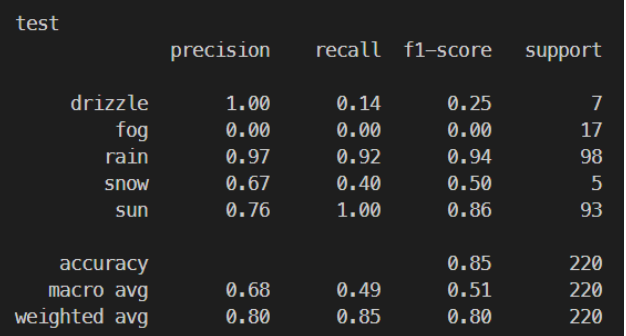 test
precision recall f1-score support
drizzle 1.00 0.14 0.25 7
fog 0.00 0.00 0.00 17
rain 0.97 0.92 0.94 98
snow 0.67 0.40 0.50 5
sun 0.76 1.00 0.86 93
accuracy 0.85 220
macro avg 0.68 0.49 0.51 220
weighted avg 0.80 0.85 0.80 220